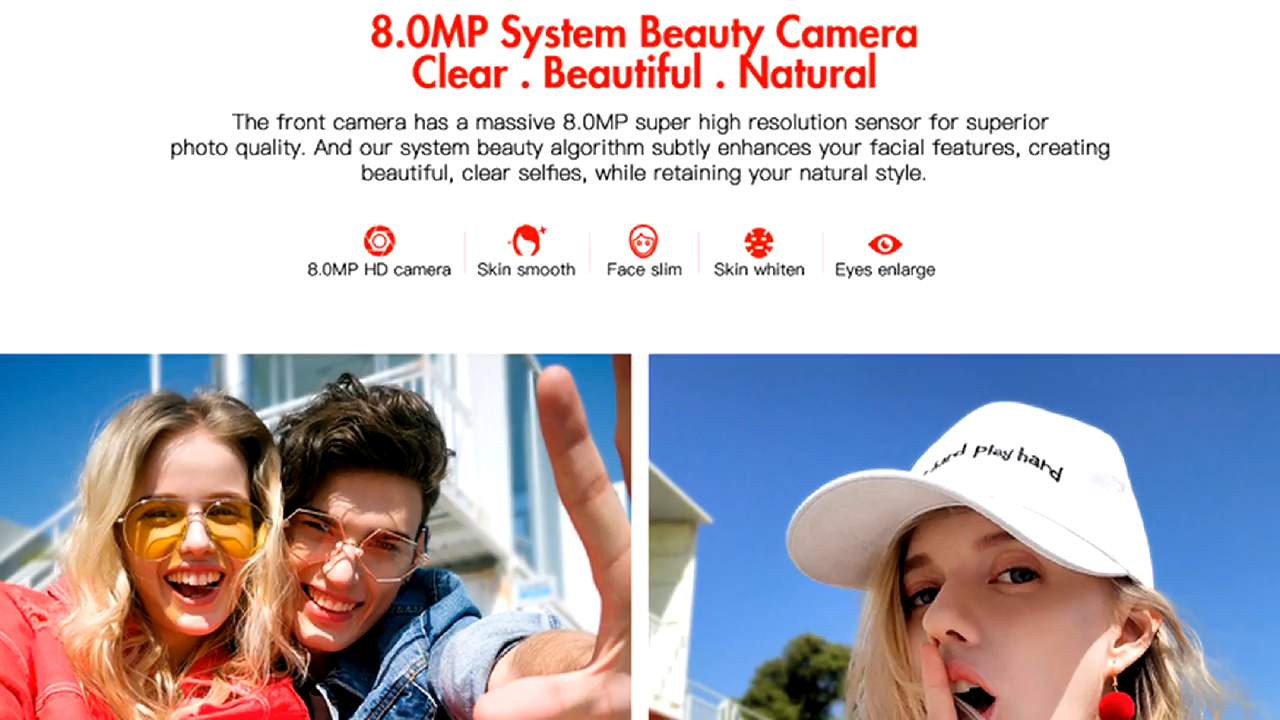 8.0MP System Beauty Camera
Clear . Beautiful . Natural
The front camera has a massive 8.0MP super high resolution sensor for superior
photo quality. And our system beauty algorithm subtly enhances your facial features, creating
beautiful, clear selfies, while retaining your natural style.
8.0MP HD camera
Skin smooth
Face slim
Skin whiten
Eyes enlarge
play hard